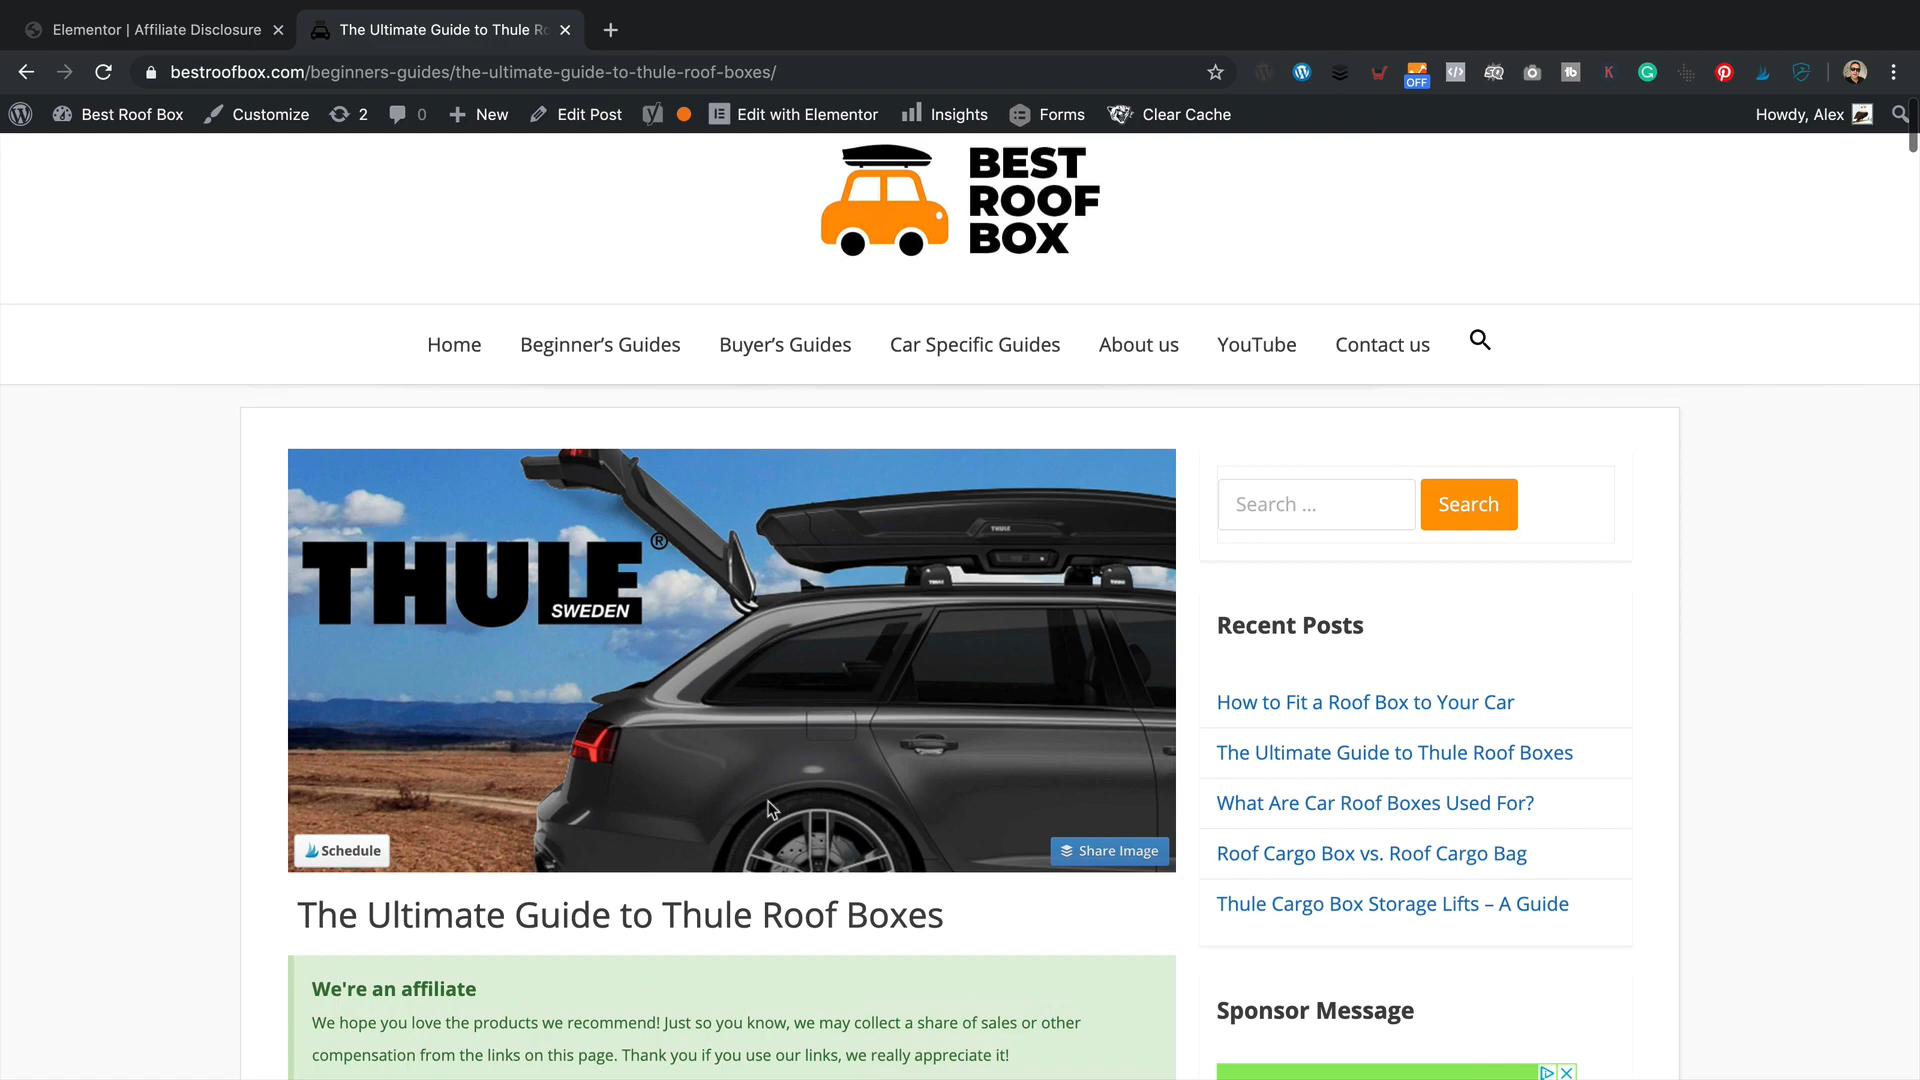 Elementor | Affiliate Disclosure
The Ultimate Guide to Thule Ro
bestroofbox.com/beginners-guides/the-ultimate-guide-to-thule-roof-boxes/
OFF
Best Roof Box
Customize
2
0
New
Edit Post
Edit with Elementor
Insights
Forms
Clear Cache
Howdy, Alex
BEST
ROOF
BOX
Home
Beginner’s Guides
Buyer’s Guides
Car Specific Guides
About us
YouTube
Contact us
THULE®
SWEDEN
THULE
Schedule
Share Image
The Ultimate Guide to Thule Roof Boxes
We're an affiliate
We hope you love the products we recommend! Just so you know, we may collect a share of sales or other
compensation from the links on this page. Thank you if you use our links, we really appreciate it!
Search ...
Search
Recent Posts
How to Fit a Roof Box to Your Car
The Ultimate Guide to Thule Roof Boxes
What Are Car Roof Boxes Used For?
Roof Cargo Box vs. Roof Cargo Bag
Thule Cargo Box Storage Lifts – A Guide
Sponsor Message